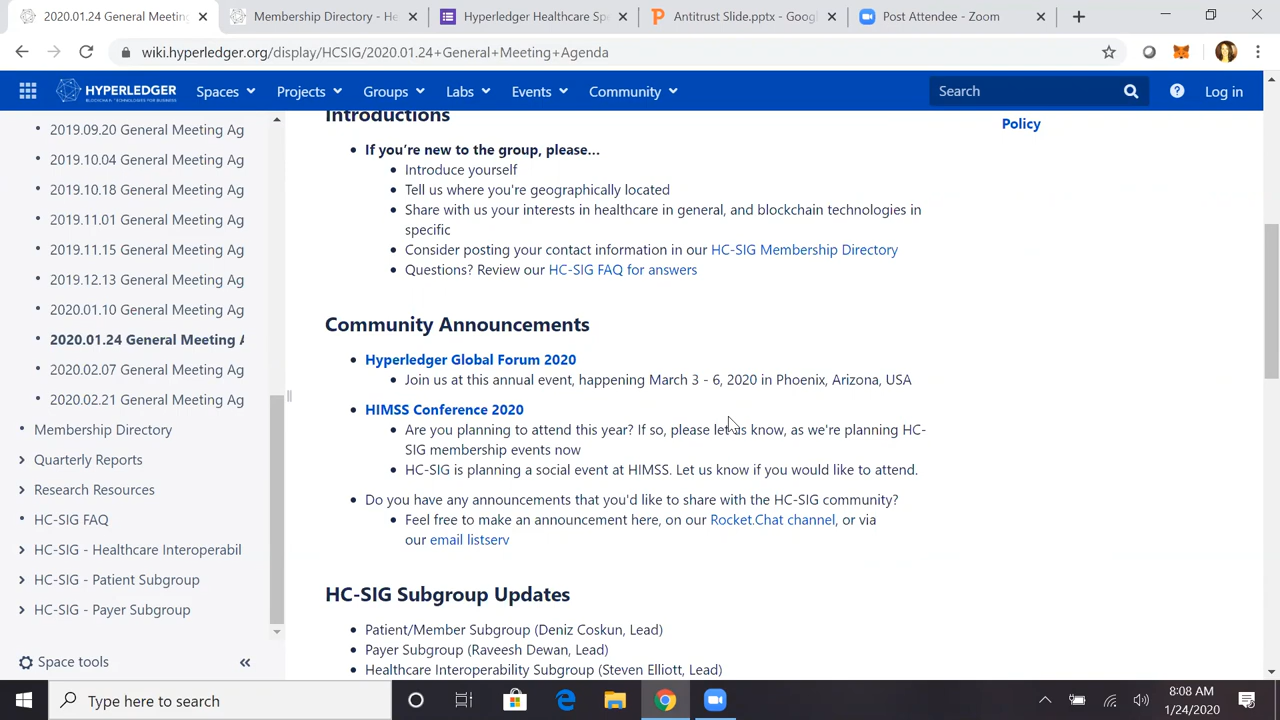 2020.01.24 General Meeting
Membership Directory - He
Hyperledger Healthcare Spe
Antitrust Slide.pptx - Googl
Post Attendee - Zoom
wiki.hyperledger.org/display/HCSIG/2020.01.24+General+Meeting+Agenda
HYPERLEDGER
BLOCKCHAIN TECHNOLOGIES FOR BUSINESS
Spaces
Projects
Groups
Labs
Events
Community
Search
Log in
2019.09.20 General Meeting Ag
2019.10.04 General Meeting Ag
2019.10.18 General Meeting Ag
2019.11.01 General Meeting Ag
2019.11.15 General Meeting Ag
2019.12.13 General Meeting Ag
2020.01.10 General Meeting Ag
2020.01.24 General Meeting A
2020.02.07 General Meeting Ag
2020.02.21 General Meeting Ag
Membership Directory
Quarterly Reports
Research Resources
HC-SIG FAQ
HC-SIG - Healthcare Interoperabil
HC-SIG - Patient Subgroup
HC-SIG - Payer Subgroup
Space tools
Introductions
If you're new to the group, please...
Introduce yourself
Tell us where you're geographically located
Share with us your interests in healthcare in general, and blockchain technologies in
specific
Consider posting your contact information in our HC-SIG Membership Directory
Questions? Review our HC-SIG FAQ for answers
Community Announcements
Hyperledger Global Forum 2020
Join us at this annual event, happening March 3 - 6, 2020 in Phoenix, Arizona, USA
HIMSS Conference 2020
Are you planning to attend this year? If so, please let us know, as we're planning HC-
SIG membership events now
HC-SIG is planning a social event at HIMSS. Let us know if you would like to attend.
Do you have any announcements that you'd like to share with the HC-SIG community?
Feel free to make an announcement here, on our Rocket.Chat channel, or via
our email listserv
HC-SIG Subgroup Updates
Patient/Member Subgroup (Deniz Coskun, Lead)
Payer Subgroup (Raveesh Dewan, Lead)
Healthcare Interoperability Subgroup (Steven Elliott, Lead)
Policy
Type here to search
8:08 AM
1/24/2020